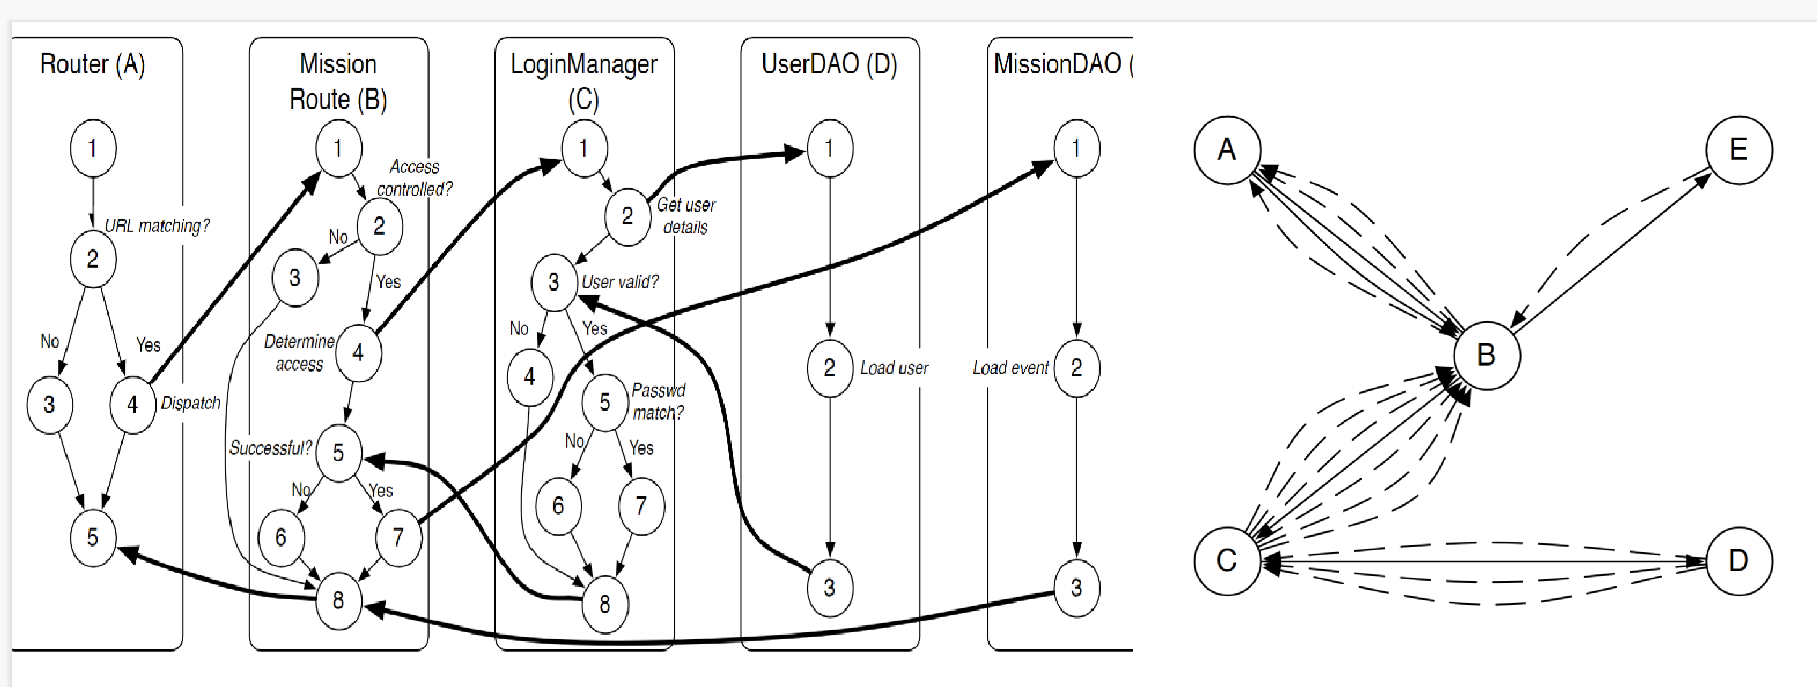 Router (A)
1
URL matching?
2
No
Yes
3
4
Dispatch
5
Mission
Route (B)
1
Access
controlled?
2
No
3
Yes
Determine
access
4
Successful?
5
No
Yes
6
7
8
LoginManager
(C)
1
2
Get user
details
3
User valid?
No
Yes
4
5
Passwd
match?
No
Yes
6
7
8
UserDAO (D)
1
2
Load user
3
MissionDAO (
1
Load event
2
3
A
E
B
C
D